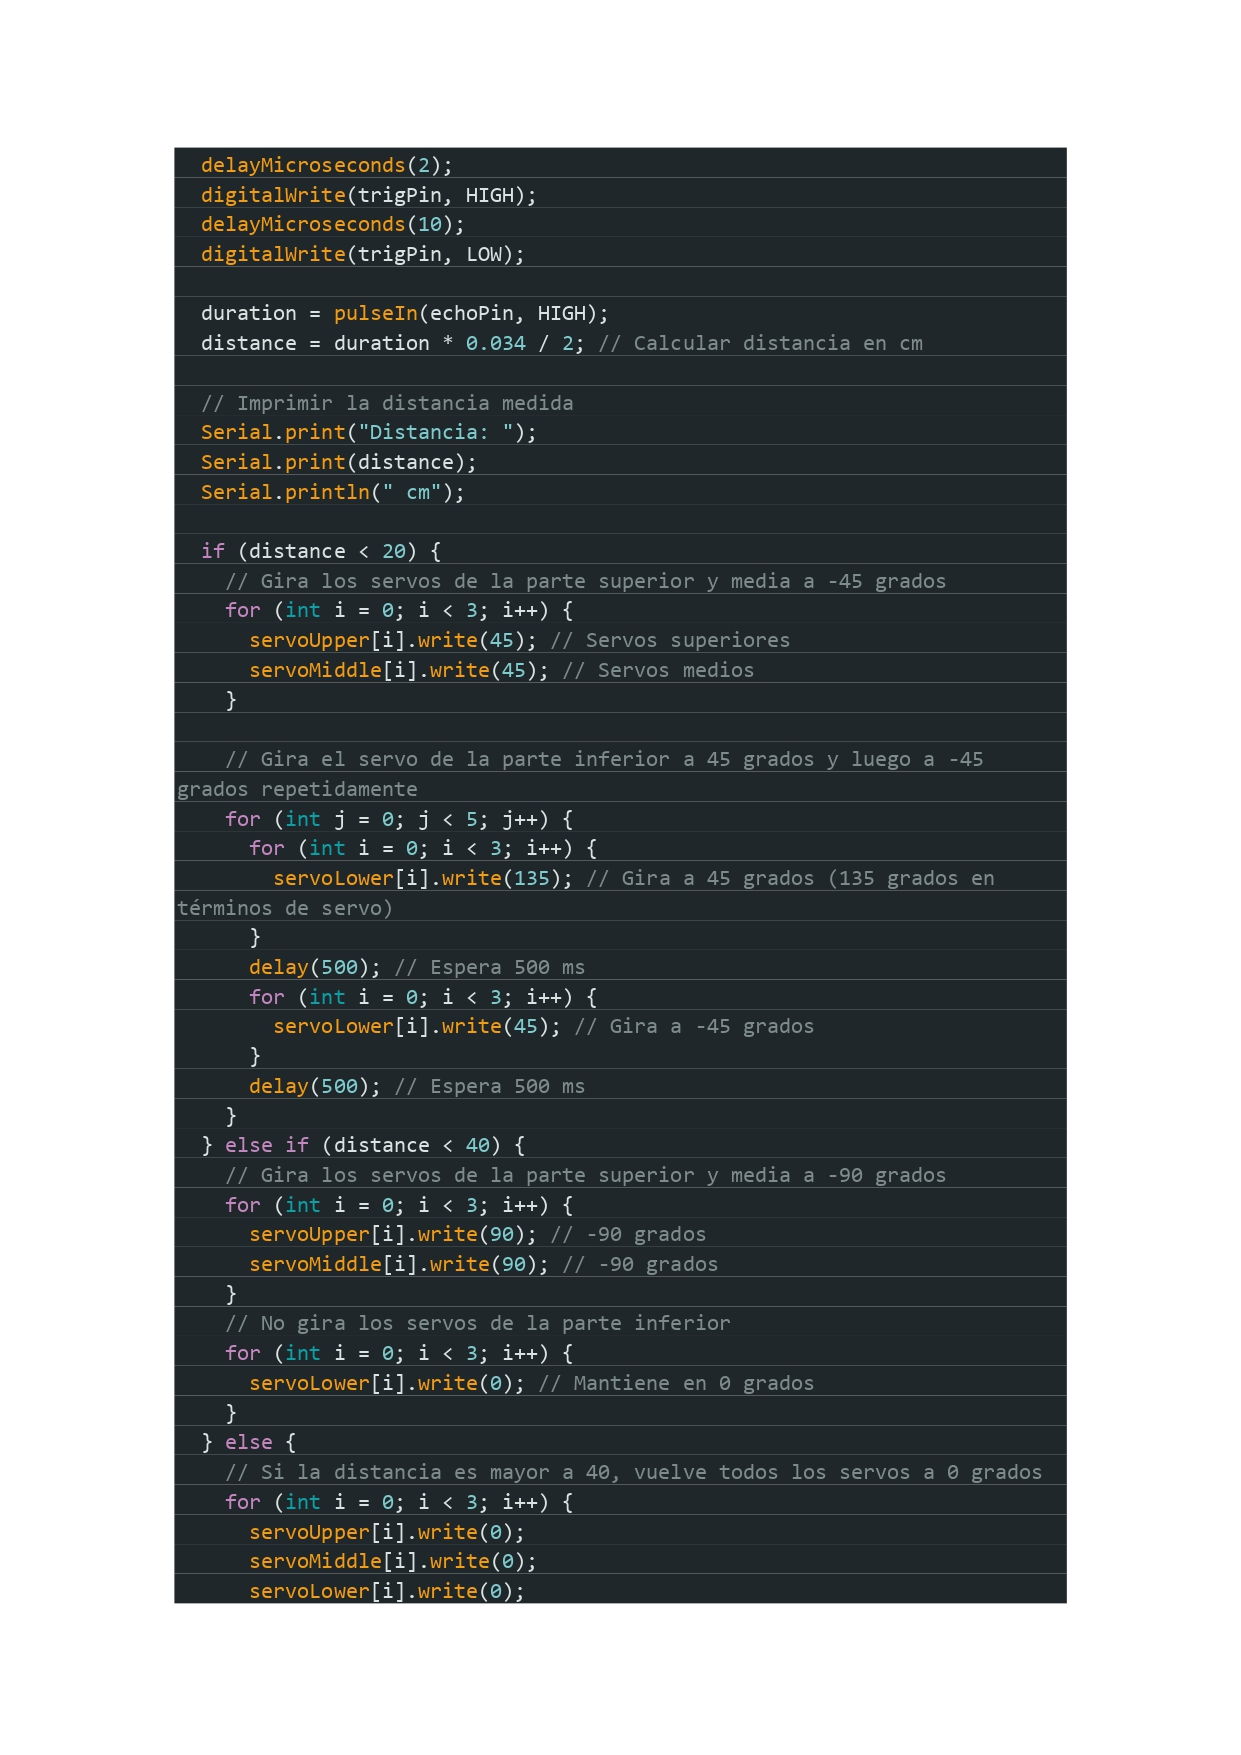 delayMicroseconds(2);
digitalWrite(trigPin, HIGH);
delayMicroseconds(10);
digitalWrite(trigPin, LOW);
duration = pulseIn(echoPin, HIGH);
distance = duration * 0.034 / 2; // Calcular distancia en cm
// Imprimir la distancia medida
Serial.print("Distancia: ");
Serial.print(distance);
Serial.println(" cm");
if (distance < 20) {
// Gira los servos de la parte superior y media a -45 grados
for (int i = 0; i < 3; i++) {
servoUpper[i].write(45); // Servos superiores
servoMiddle[i].write(45); // Servos medios
}
// Gira el servo de la parte inferior a 45 grados y luego a -45
grados repetidamente
for (int j = 0; j < 5; j++) {
for (int i = 0; i < 3; i++) {
servoLower[i].write(135); // Gira a 45 grados (135 grados en
términos de servo)
}
delay(500); // Espera 500 ms
for (int i = 0; i < 3; i++) {
servoLower[i].write(45); // Gira a -45 grados
}
delay(500); // Espera 500 ms
}
} else if (distance < 40) {
// Gira los servos de la parte superior y media a -90 grados
for (int i = 0; i < 3; i++) {
servoUpper[i].write(90); // -90 grados
servoMiddle[i].write(90); // -90 grados
}
// No gira los servos de la parte inferior
for (int i = 0; i < 3; i++) {
servoLower[i].write(0); // Mantiene en 0 grados
}
} else {
// Si la distancia es mayor a 40, vuelve todos los servos a 0 grados
for (int i = 0; i < 3; i++) {
servoUpper[i].write(0);
servoMiddle[i].write(0);
servoLower[i].write(0);